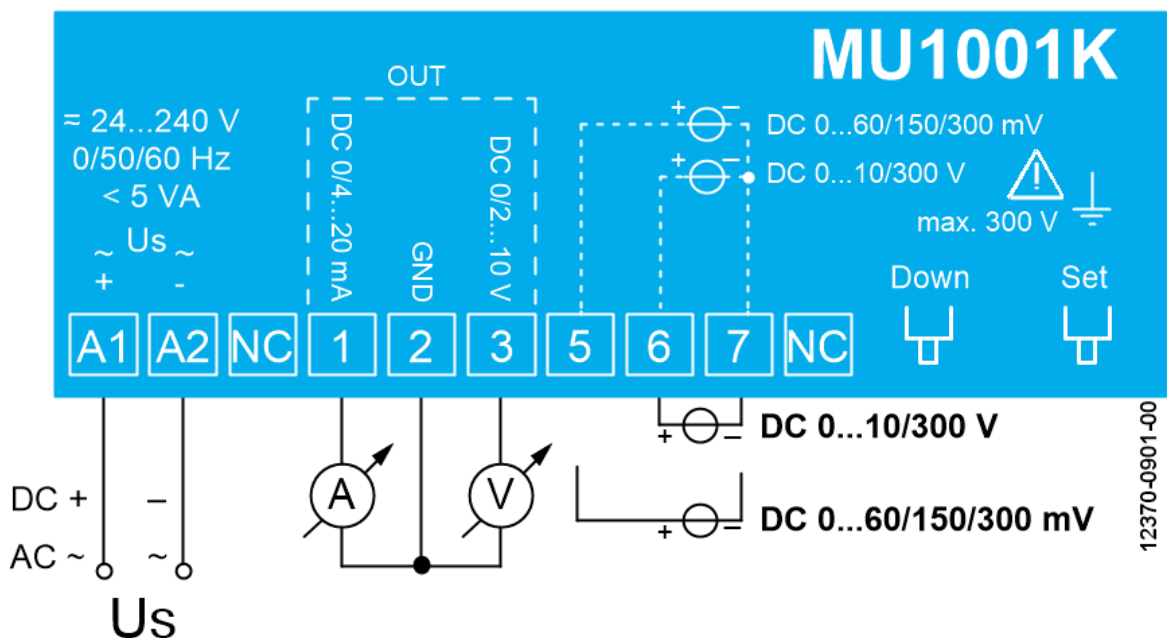 MU1001K
OUT
≂ 24...240 V
0/50/60 Hz
< 5 VA
~ Us ~
+ -
DC 0/4...20 mA
GND
DC 0/2...10 V
+ – DC 0...60/150/300 mV
+ – DC 0...10/300 V
max. 300 V
Down
Set
A1 A2 NC 1 2 3 5 6 7 NC
+ – DC 0...10/300 V
A
V
DC + –
+ – DC 0...60/150/300 mV
AC ~ ~
Us
12370-0901-00